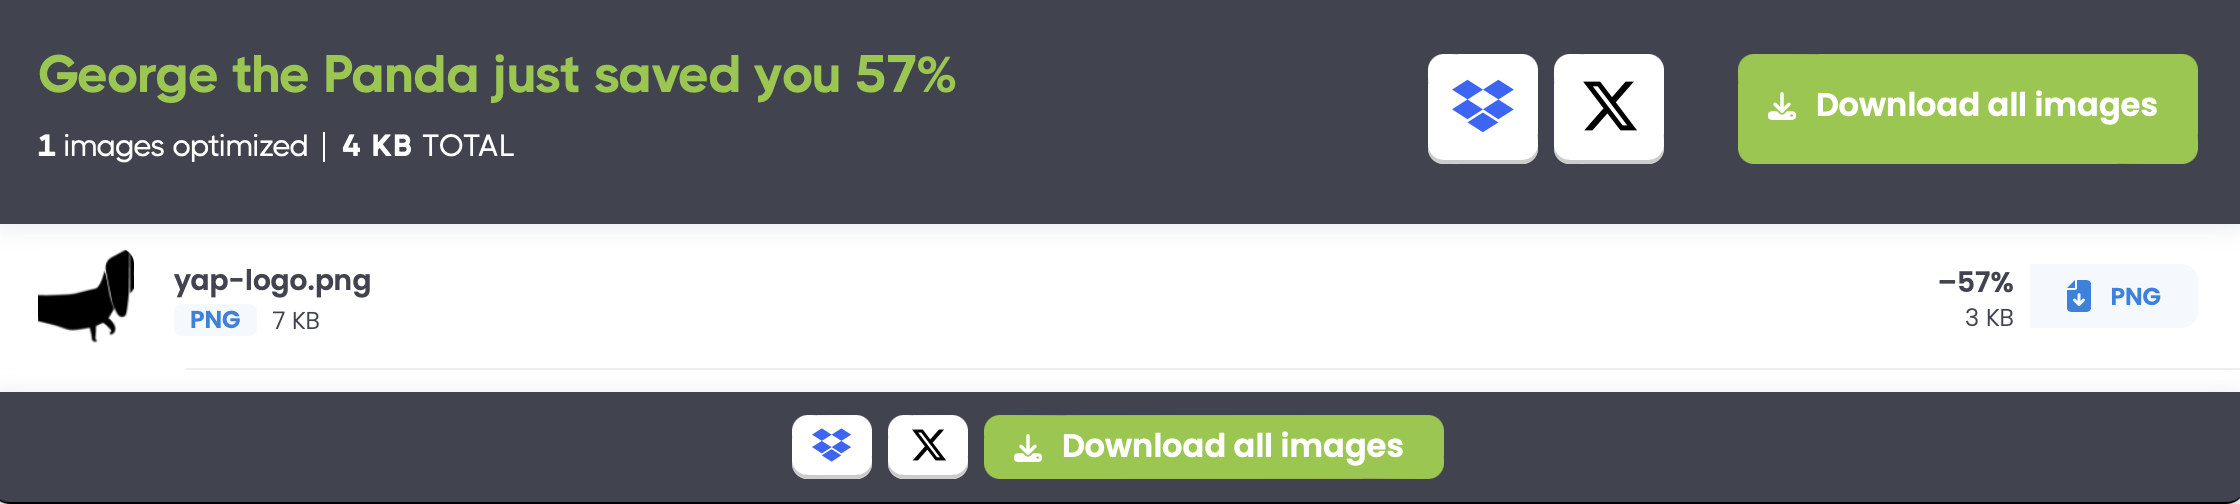 George the Panda just saved you 57%
1 images optimized | 4 KB TOTAL
Download all images
yap-logo.png
PNG 7 KB
−57%
3 KB
PNG
Download all images